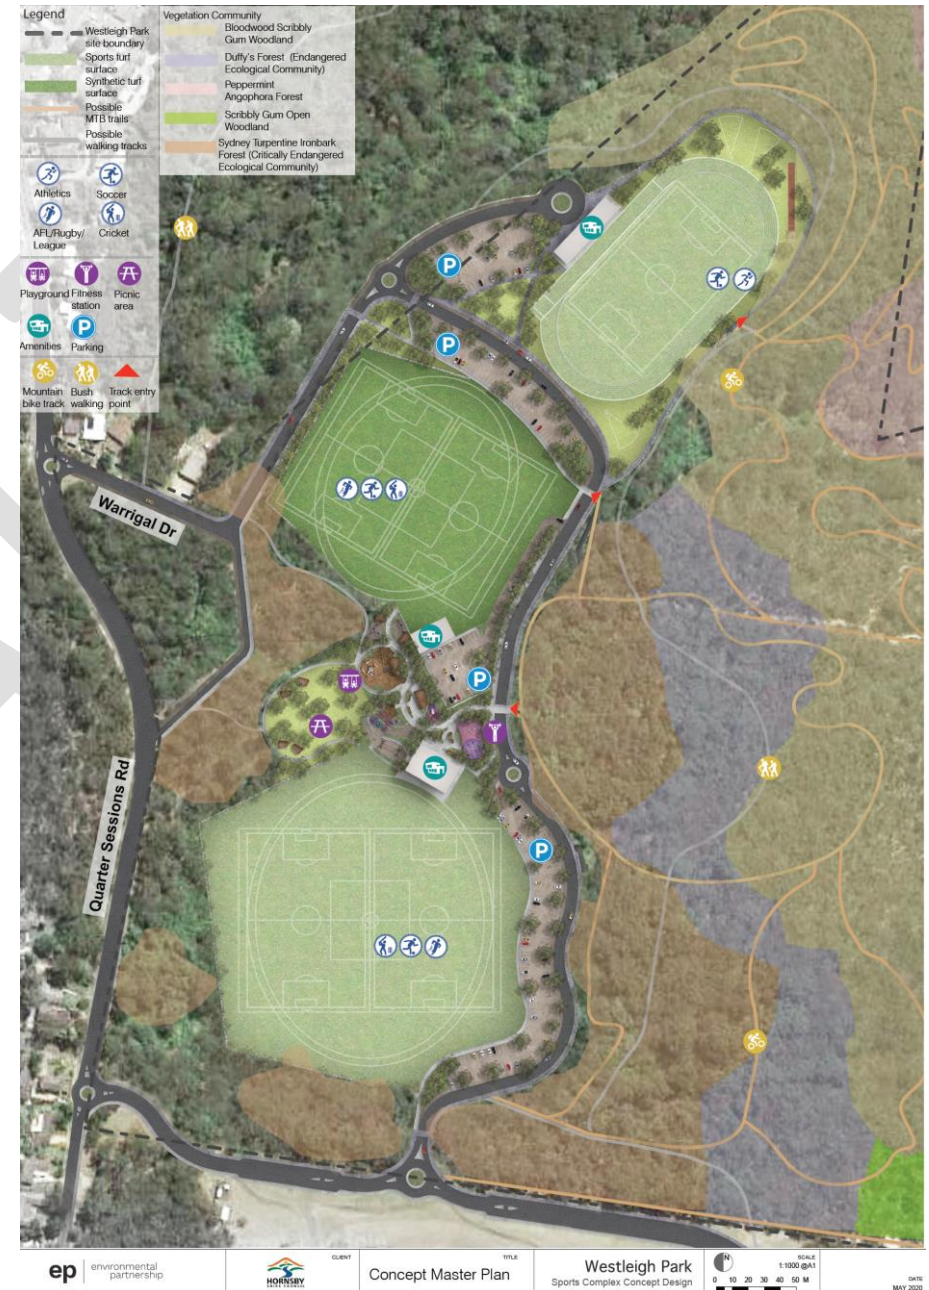 Legend
Westleigh Park
site boundary
Sports turf
surface
Synthetic turf
surface
Possible
MTB trails
Possible
walking tracks
Athletics
Soccer
AFL/Rugby/
League
Cricket
Playground
Fitness
station
Picnic
area
Amenities
Parking
Mountain
bike track
Bush
walking
Track entry
point
Vegetation Community
Bloodwood Scribbly
Gum Woodland
Duffy's Forest (Endangered
Ecological Community)
Peppermint
Angophora Forest
Scribbly Gum Open
Woodland
Sydney Turpentine Ironbark
Forest (Critically Endangered
Ecological Community)
P
P
Warrigal Dr
P
Quarter Sessions Rd
P
ep
environmental
partnership
CLIENT
HORNSBY
SHIRE COUNCIL
TITLE
Concept Master Plan
Westleigh Park
Sports Complex Concept Design
N
SCALE
1:1000 @A1
0 10 20 30 40 50 M
DATE
MAY 2020